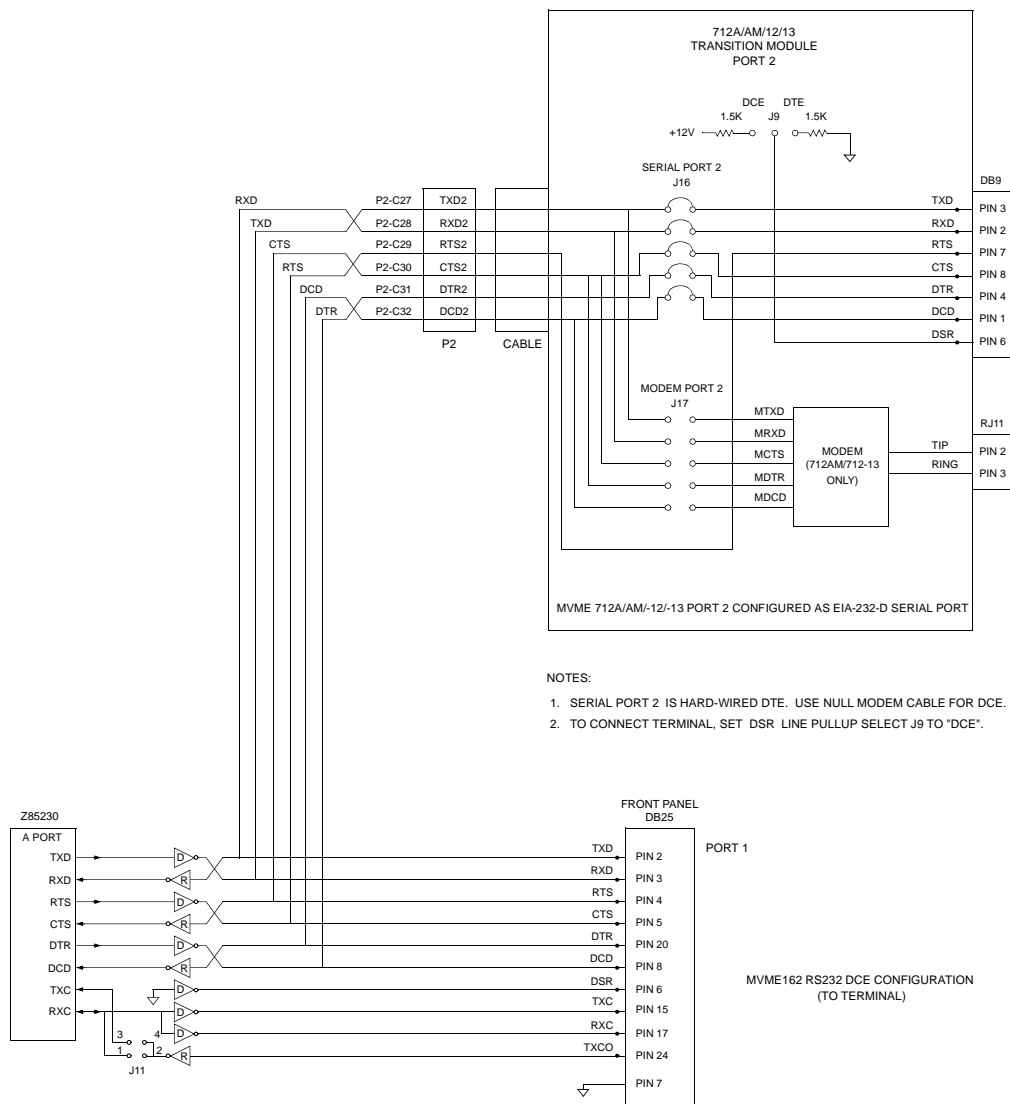 712A/AM/12/13
TRANSITION MODULE
PORT 2
DCE DTE
1.5K J9 1.5K
+12V
SERIAL PORT 2
J16
DB9
RXD P2-C27 TXD2 TXD PIN 3
TXD P2-C28 RXD2 RXD PIN 2
CTS P2-C29 RTS2 RTS PIN 7
RTS P2-C30 CTS2 CTS PIN 8
DCD P2-C31 DTR2 DTR PIN 4
DTR P2-C32 DCD2 DCD PIN 1
DSR PIN 6
P2 CABLE
MODEM PORT 2
J17
MTXD
MRXD
MCTS
MDTR
MDCD
MODEM
(712AM/712-13
ONLY)
RJ11
TIP PIN 2
RING PIN 3
MVME 712A/AM/-12/-13 PORT 2 CONFIGURED AS EIA-232-D SERIAL PORT
NOTES:
1. SERIAL PORT 2 IS HARD-WIRED DTE. USE NULL MODEM CABLE FOR DCE.
2. TO CONNECT TERMINAL, SET DSR LINE PULLUP SELECT J9 TO "DCE".
FRONT PANEL
DB25
PORT 1
Z85230
A PORT
TXD D TXD PIN 2
RXD R RXD PIN 3
RTS D RTS PIN 4
CTS R CTS PIN 5
DTR D DTR PIN 20
DCD R DCD PIN 8
TXC D DSR PIN 6
RXC D TXC PIN 15
3 4 D RXC PIN 17
1 2 R TXCO PIN 24
J11
PIN 7
MVME162 RS232 DCE CONFIGURATION
(TO TERMINAL)